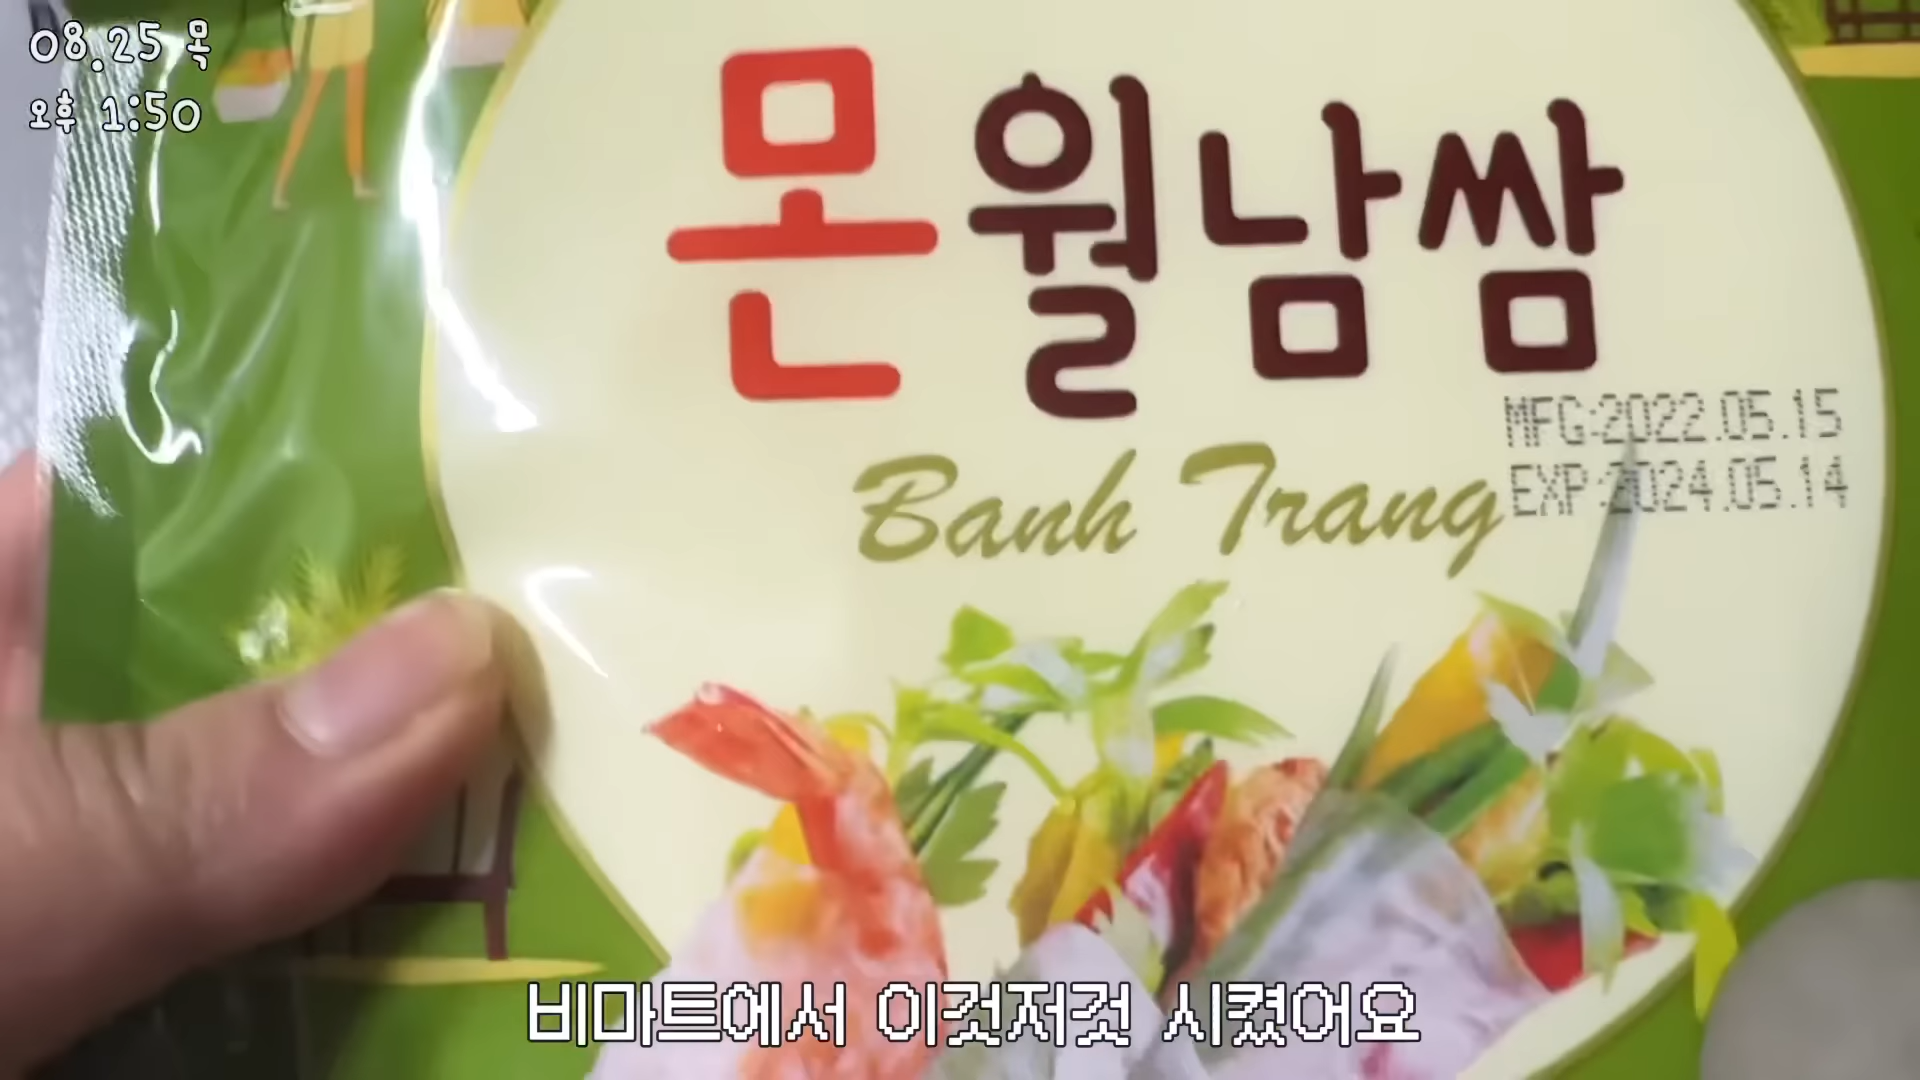 08.25 목
오후 1:50
몬월남쌈
MFG:2022.05.15
EXP:2024.05.14
Banh Trang
비마트에서 이것저것 시켰어요